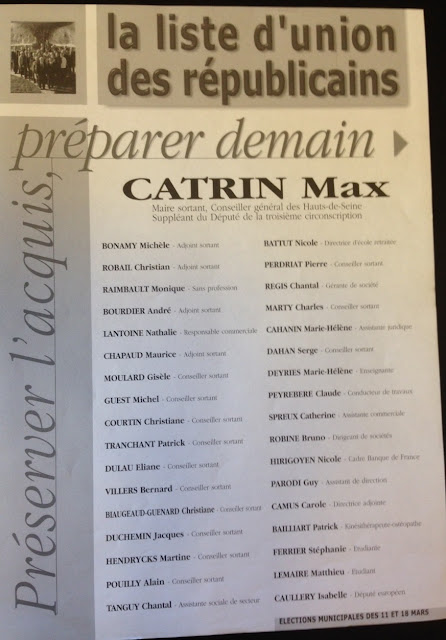 la liste d'union
des républicains
préparer demain
Préserver l'acquis,
CATRIN Max
Maire sortant, Conseiller général des Hauts-de-Seine
Suppléant du Député de la troisième circonscription
BONAMY Michèle - Adjoint sortant
ROBAIL Christian - Adjoint sortant
RAIMBAULT Monique - Sans profession
BOURDIER André - Adjoint sortant
LANTOINE Nathalie - Responsable commerciale
CHAPAUD Maurice - Adjoint sortant
MOULARD Gisèle - Conseiller sortant
GUEST Michel - Conseiller sortant
COURTIN Christiane - Conseiller sortant
TRANCHANT Patrick - Conseiller sortant
DULAU Eliane - Conseiller sortant
VILLERS Bernard - Conseiller sortant
BIAUGEAUD-GUENARD Christiane - Conseiller sortant
DUCHEMIN Jacques - Conseiller sortant
HENDRYCKS Martine - Conseiller sortant
POUILLY Alain - Conseiller sortant
TANGUY Chantal - Assistante sociale de secteur
BATTUT Nicole - Directrice d'école retraitée
PERDRIAT Pierre - Conseiller sortant
REGIS Chantal - Gérante de société
MARTY Charles - Conseiller sortant
CAHANIN Marie-Hélène - Assistante juridique
DAHAN Serge - Conseiller sortant
DEYRIES Marie-Hélène - Enseignante
PEYREBERE Claude - Conducteur de travaux
SPREUX Catherine - Assistante commerciale
ROBINE Bruno - Dirigeant de sociétés
HIRIGOYEN Nicole - Cadre Banque de France
PARODI Guy - Assistant de direction
CAMUS Carole - Directrice adjointe
BAILLIART Patrick - Kinésithérapeute-ostéopathe
FERRIER Stéphanie - Etudiante
LEMAIRE Matthieu - Etudiant
CAULLERY Isabelle - Député européen
ELECTIONS MUNICIPALES DES 11 ET 18 MARS